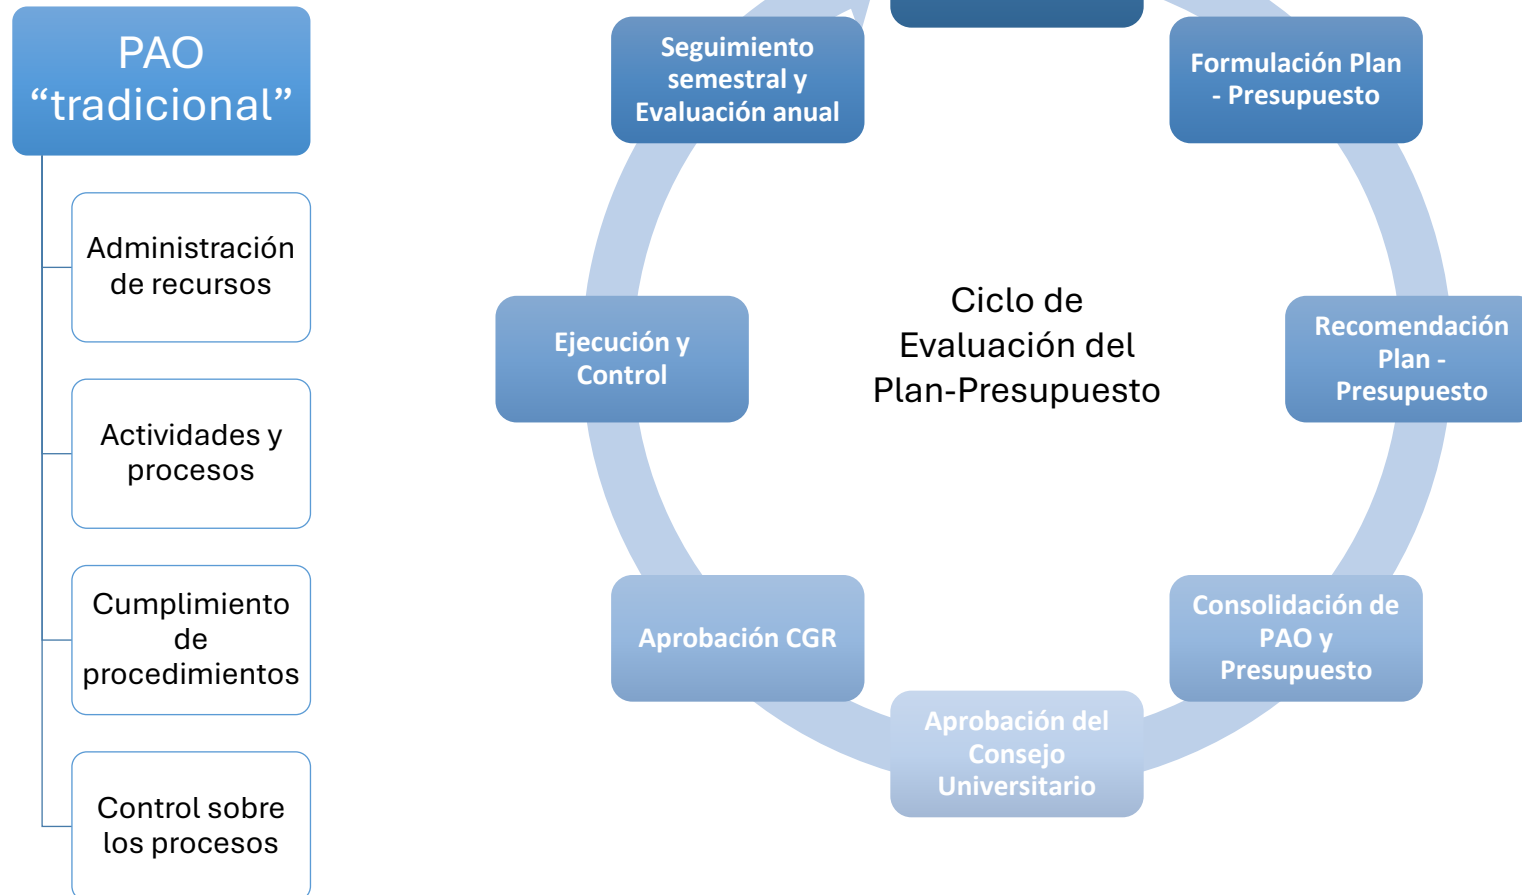 PAO
“tradicional”
Administración
de recursos
Actividades y
procesos
Cumplimiento
de
procedimientos
Control sobre
los procesos
Ciclo de
Evaluación del
Plan-Presupuesto
Formulación Plan
- Presupuesto
Recomendación
Plan -
Presupuesto
Consolidación de
PAO y
Presupuesto
Aprobación del
Consejo
Universitario
Aprobación CGR
Ejecución y
Control
Seguimiento
semestral y
Evaluación anual